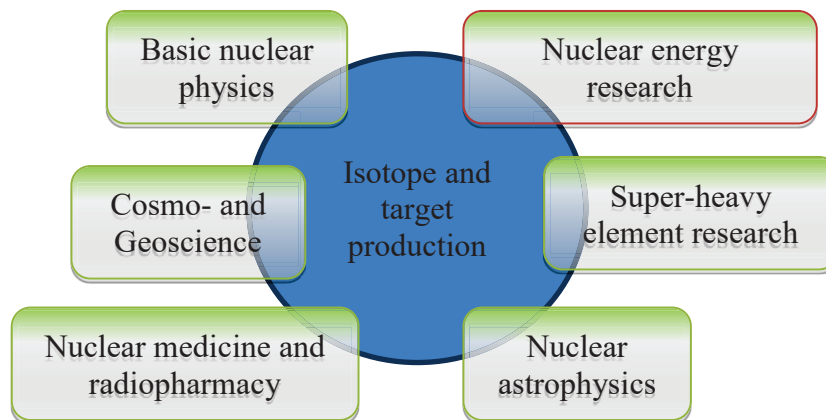 Basic nuclear
physics
Nuclear energy
research
Isotope and
target
production
Cosmo- and
Geoscience
Super-heavy
element research
Nuclear medicine and
radiopharmacy
Nuclear
astrophysics